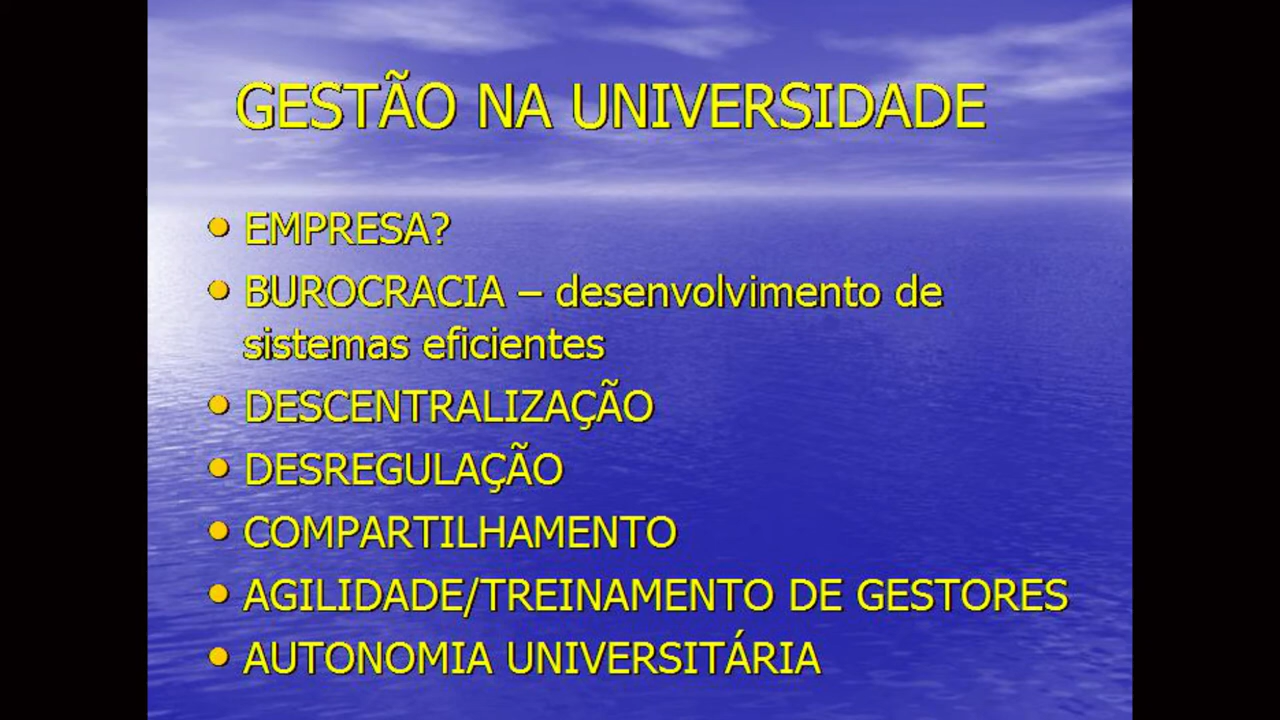 GESTÃO NA UNIVERSIDADE
• EMPRESA?
• BUROCRACIA – desenvolvimento de
sistemas eficientes
• DESCENTRALIZAÇÃO
• DESREGULAÇÃO
• COMPARTILHAMENTO
• AGILIDADE/TREINAMENTO DE GESTORES
• AUTONOMIA UNIVERSITÁRIA